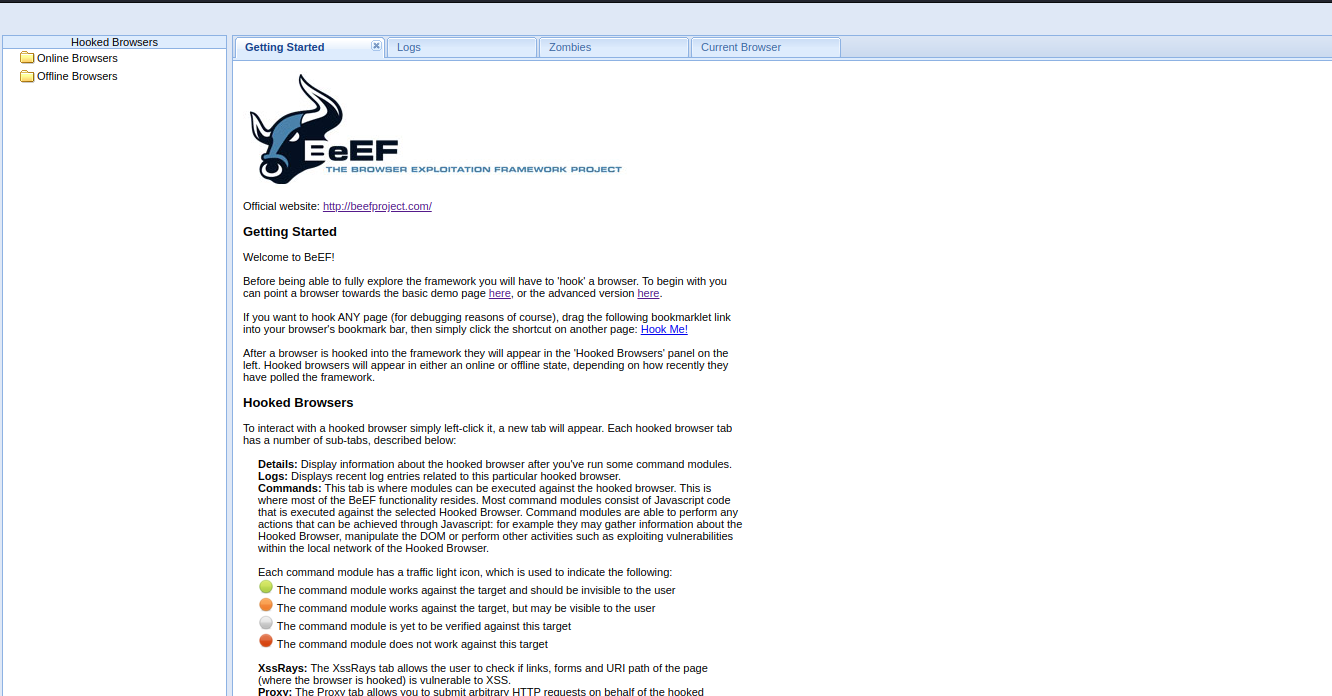 Hooked Browsers
Online Browsers
Offline Browsers
Getting Started
Logs
Zombies
Current Browser
BeEF
THE BROWSER EXPLOITATION FRAMEWORK PROJECT
Official website: http://beefproject.com/
Getting Started
Welcome to BeEF!
Before being able to fully explore the framework you will have to 'hook' a browser. To begin with you
can point a browser towards the basic demo page here, or the advanced version here.
If you want to hook ANY page (for debugging reasons of course), drag the following bookmarklet link
into your browser's bookmark bar, then simply click the shortcut on another page: Hook Me!
After a browser is hooked into the framework they will appear in the 'Hooked Browsers' panel on the
left. Hooked browsers will appear in either an online or offline state, depending on how recently they
have polled the framework.
Hooked Browsers
To interact with a hooked browser simply left-click it, a new tab will appear. Each hooked browser tab
has a number of sub-tabs, described below:
Details: Display information about the hooked browser after you've run some command modules.
Logs: Displays recent log entries related to this particular hooked browser.
Commands: This tab is where modules can be executed against the hooked browser. This is
where most of the BeEF functionality resides. Most command modules consist of Javascript code
that is executed against the selected Hooked Browser. Command modules are able to perform any
actions that can be achieved through Javascript: for example they may gather information about the
Hooked Browser, manipulate the DOM or perform other activities such as exploiting vulnerabilities
within the local network of the Hooked Browser.
Each command module has a traffic light icon, which is used to indicate the following:
The command module works against the target and should be invisible to the user
The command module works against the target, but may be visible to the user
The command module is yet to be verified against this target
The command module does not work against this target
XssRays: The XssRays tab allows the user to check if links, forms and URI path of the page
(where the browser is hooked) is vulnerable to XSS.
Proxy: The Proxy tab allows you to submit arbitrary HTTP requests on behalf of the hooked